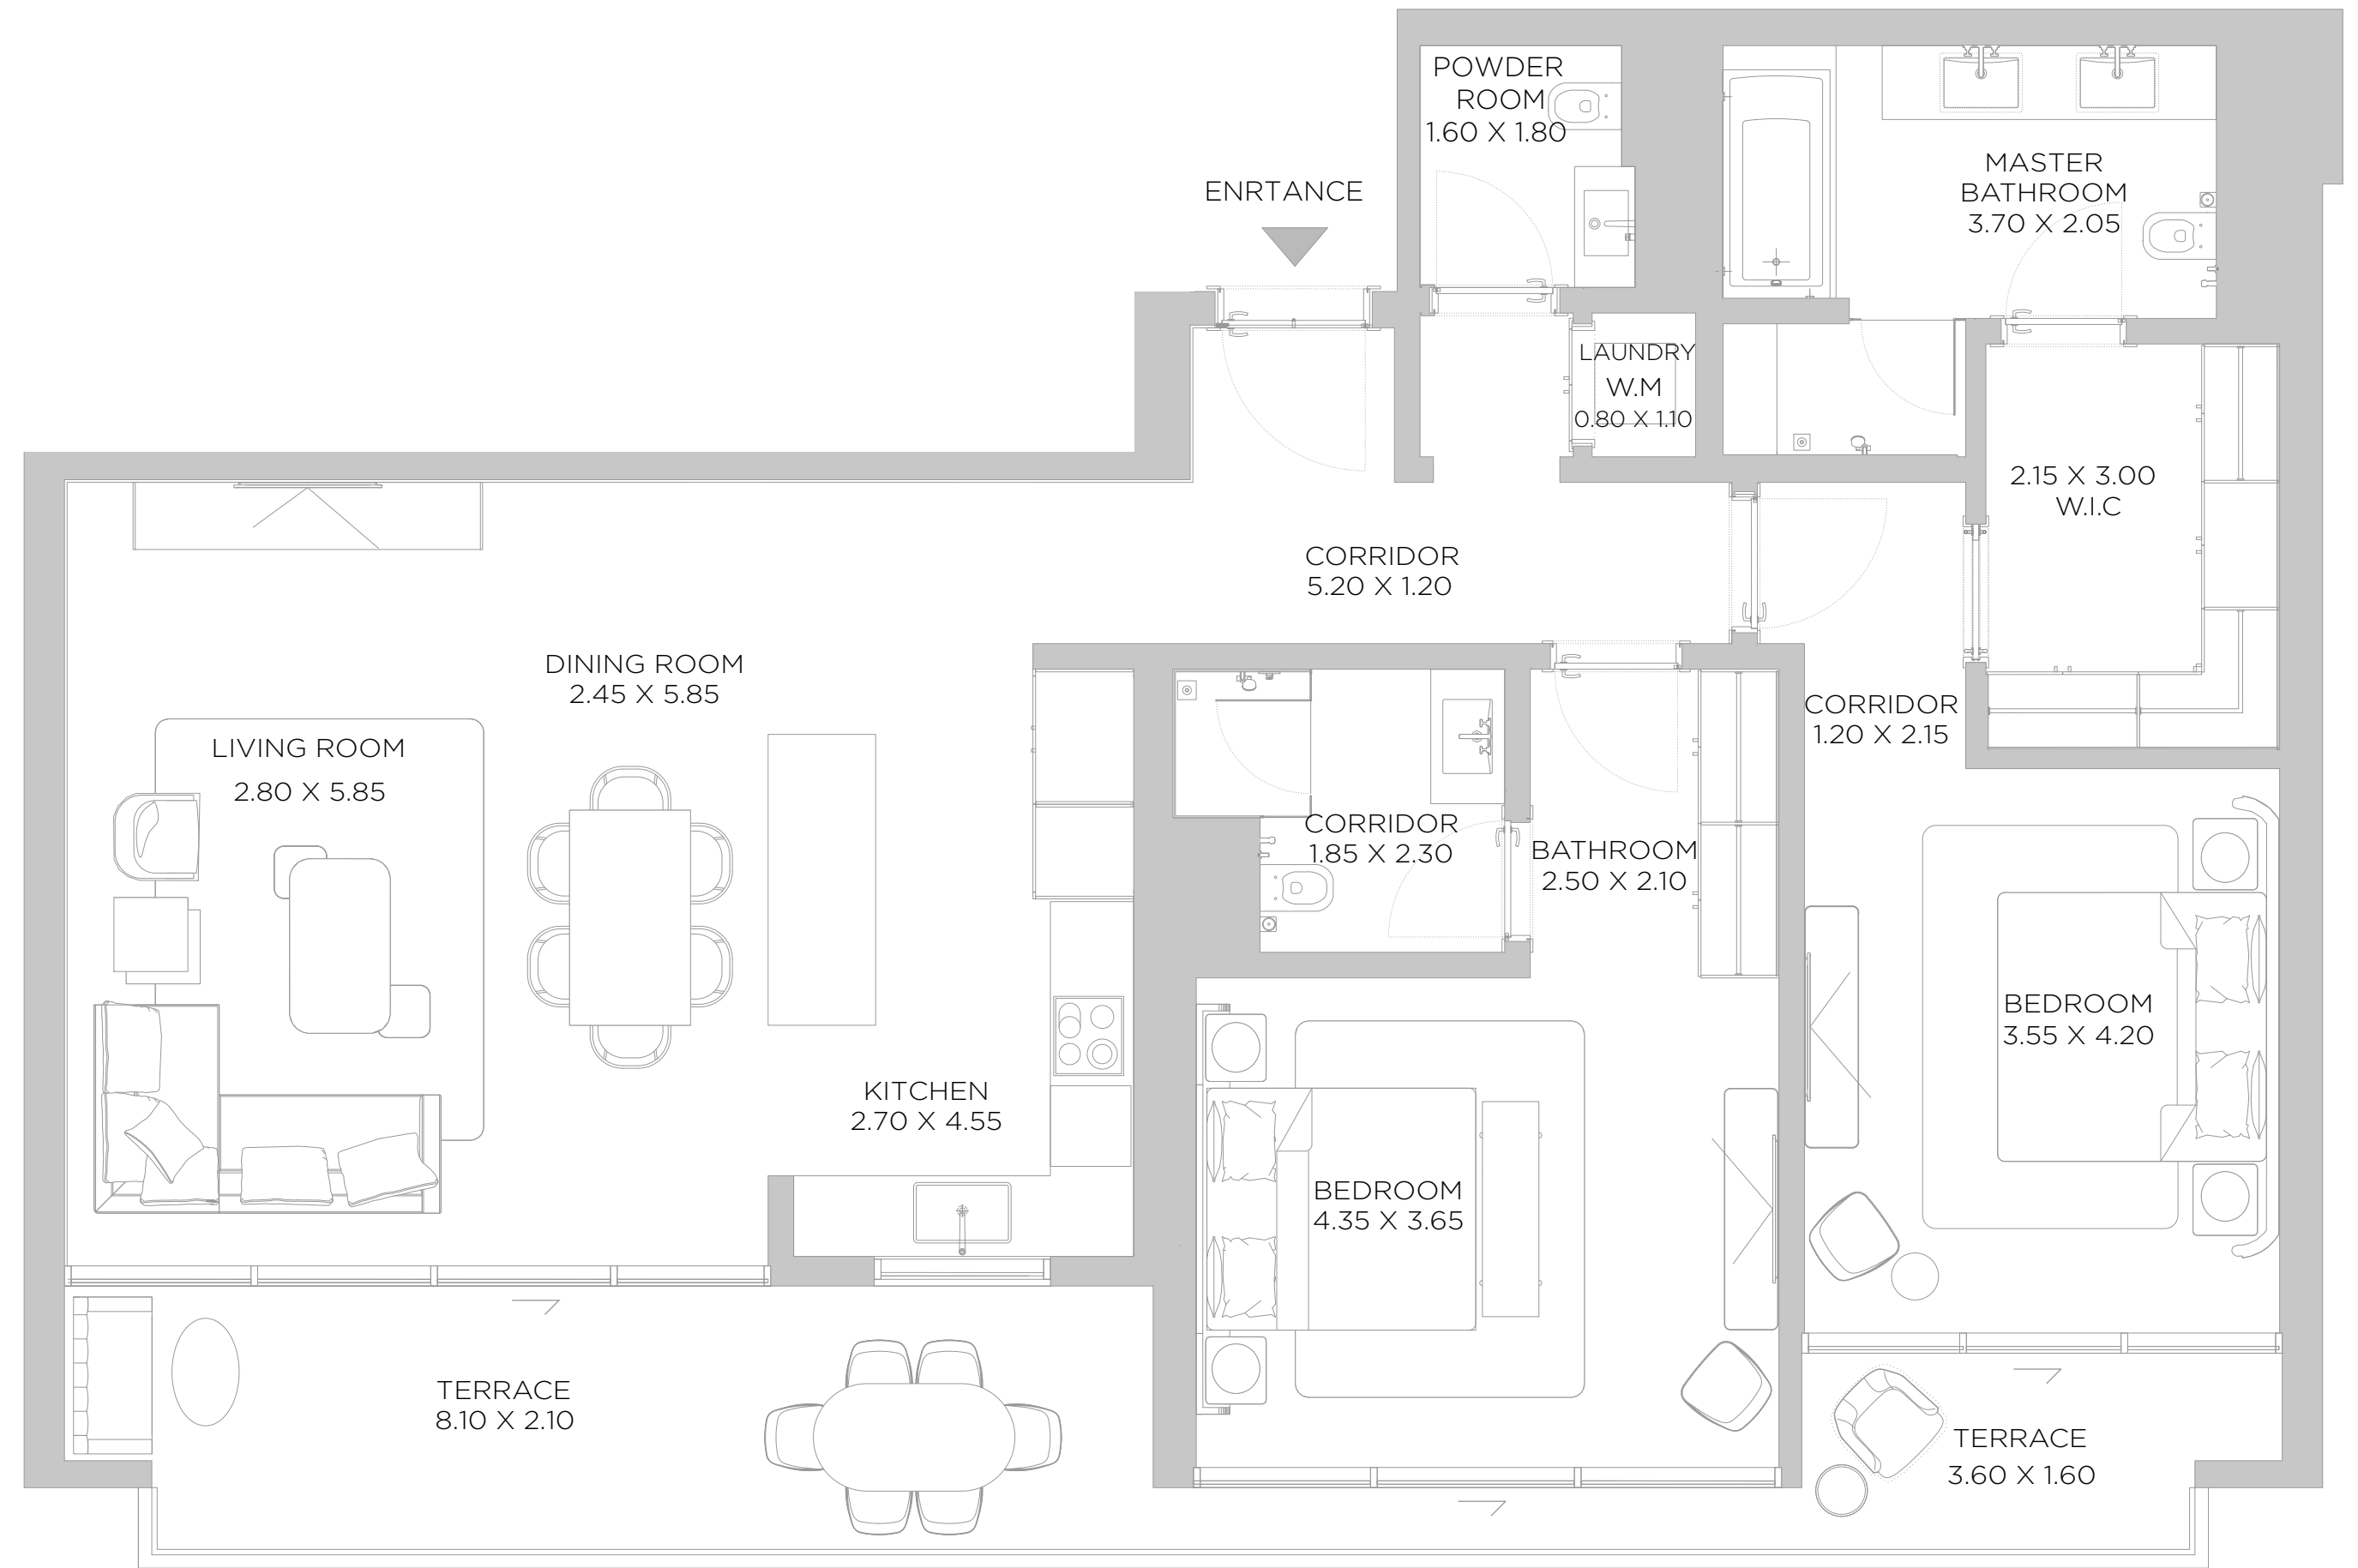 POWDER
ROOM
1.60 X 1.80
ENRTANCE
MASTER
BATHROOM
3.70 X 2.05
LAUNDRY
W.M
0.80 X 1.10
2.15 X 3.00
W.I.C
CORRIDOR
5.20 X 1.20
DINING ROOM
2.45 X 5.85
LIVING ROOM
2.80 X 5.85
CORRIDOR
1.20 X 2.15
CORRIDOR
1.85 X 2.30
BATHROOM
2.50 X 2.10
BEDROOM
3.55 X 4.20
KITCHEN
2.70 X 4.55
BEDROOM
4.35 X 3.65
TERRACE
8.10 X 2.10
TERRACE
3.60 X 1.60